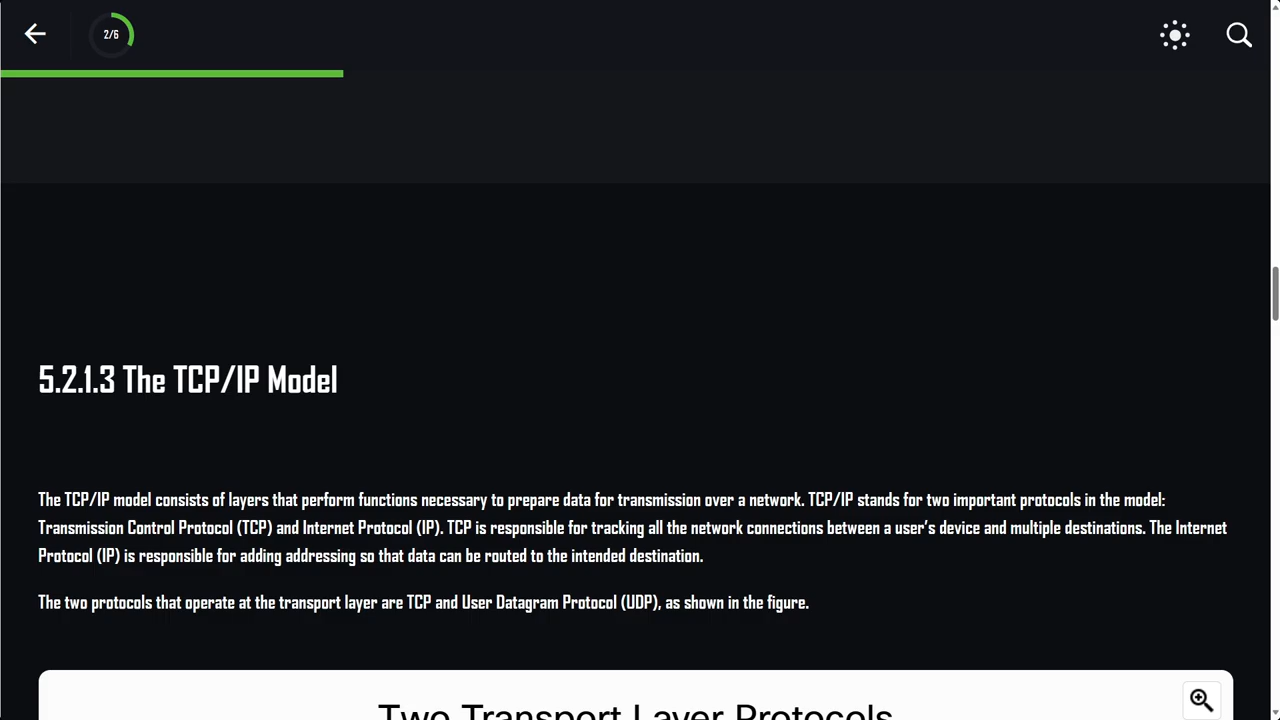 2/6
5.2.1.3 The TCP/IP Model
The TCP/IP model consists of layers that perform functions necessary to prepare data for transmission over a network. TCP/IP stands for two important protocols in the model:
Transmission Control Protocol (TCP) and Internet Protocol (IP). TCP is responsible for tracking all the network connections between a user’s device and multiple destinations. The Internet
Protocol (IP) is responsible for adding addressing so that data can be routed to the intended destination.
The two protocols that operate at the transport layer are TCP and User Datagram Protocol (UDP), as shown in the figure.
Two Transport Layer Protocols